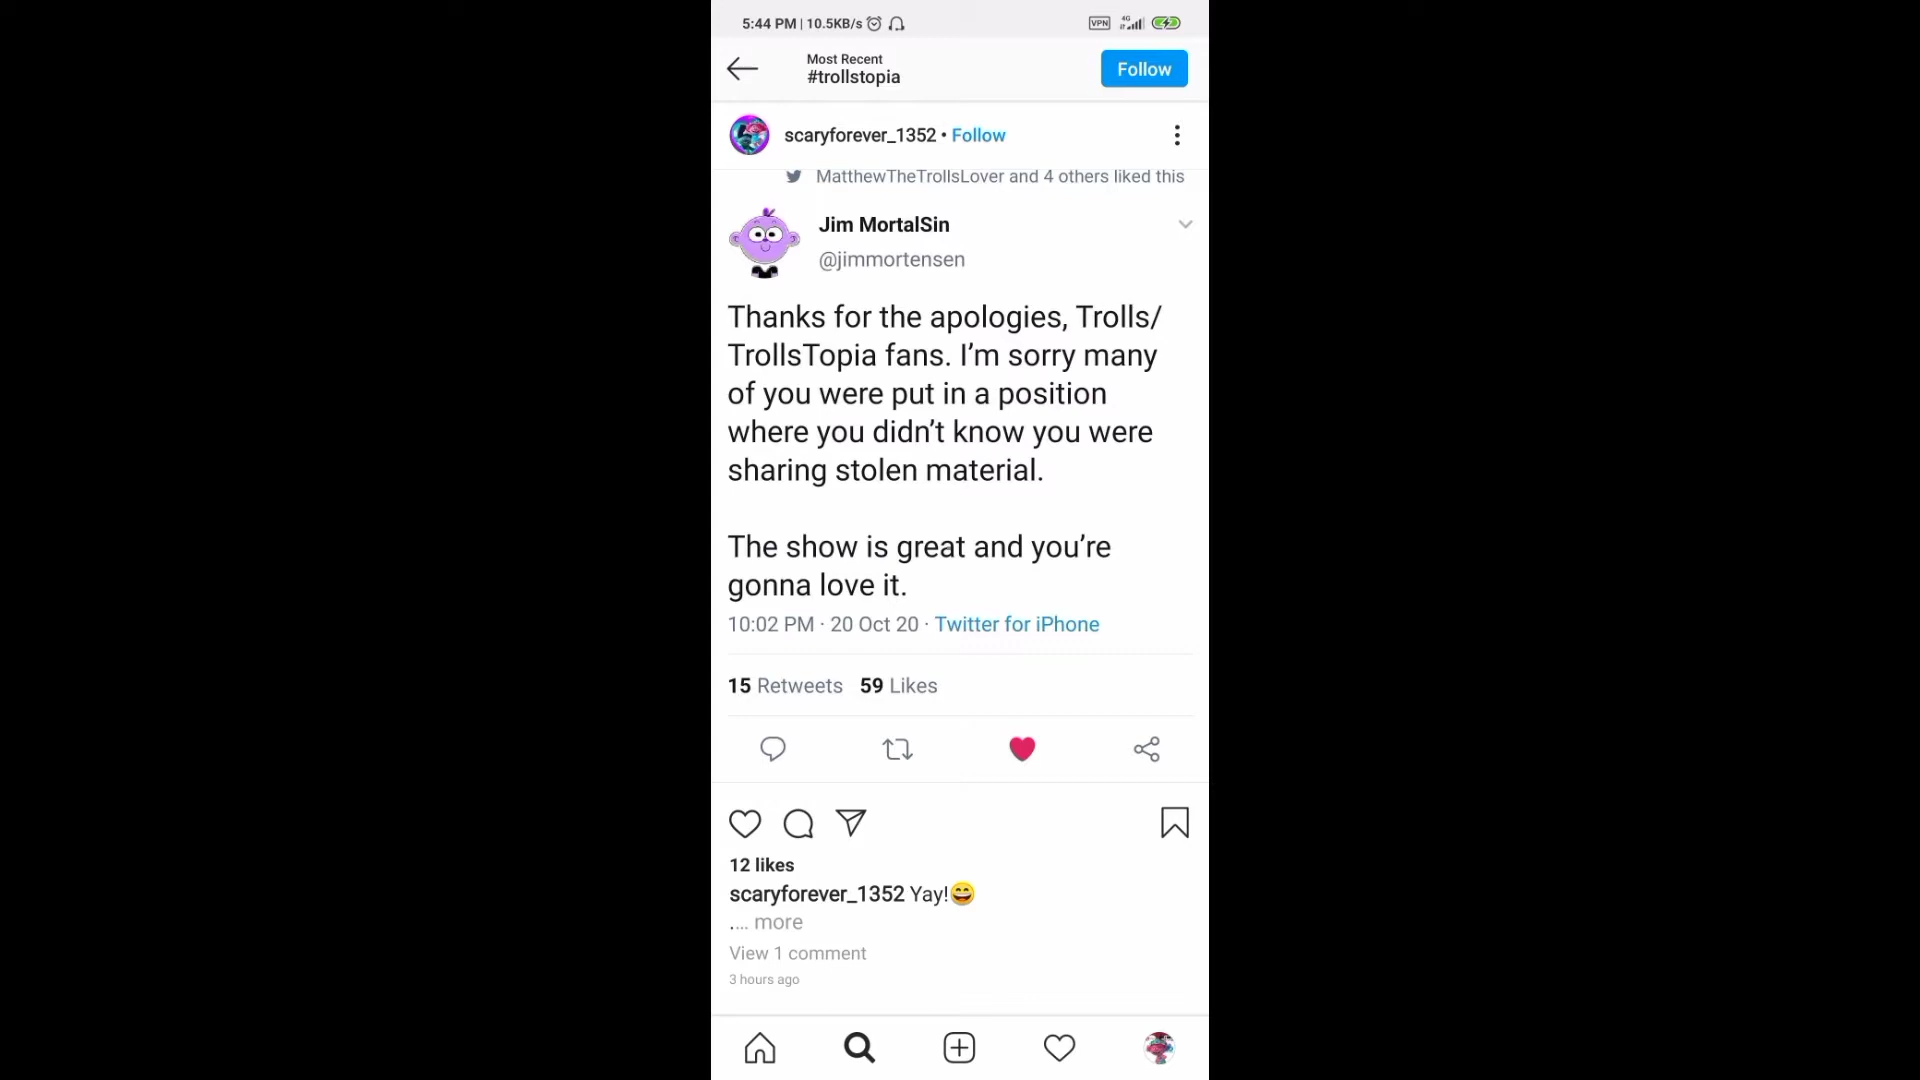 5:44 PM | 10.5KB/s
VPN 4G
Most Recent
#trollstopia
Follow
scaryforever_1352 • Follow
MatthewTheTrollsLover and 4 others liked this
Jim MortalSin
@jimmortensen
Thanks for the apologies, Trolls/
TrollsTopia fans. I’m sorry many
of you were put in a position
where you didn’t know you were
sharing stolen material.
The show is great and you’re
gonna love it.
10:02 PM · 20 Oct 20 · Twitter for iPhone
15 Retweets 59 Likes
12 likes
scaryforever_1352 Yay!😄
.... more
View 1 comment
3 hours ago